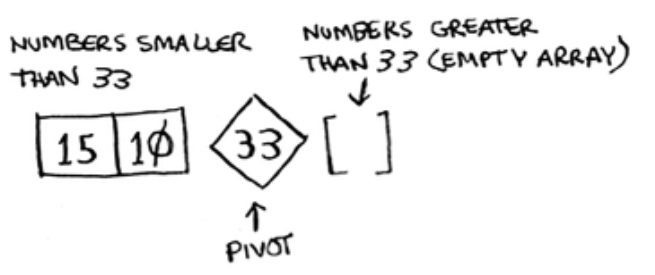 NUMBERS SMALLER
THAN 33
NUMBERS GREATER
THAN 33 (EMPTY ARRAY)
15 10 33 [ ]
PIVOT